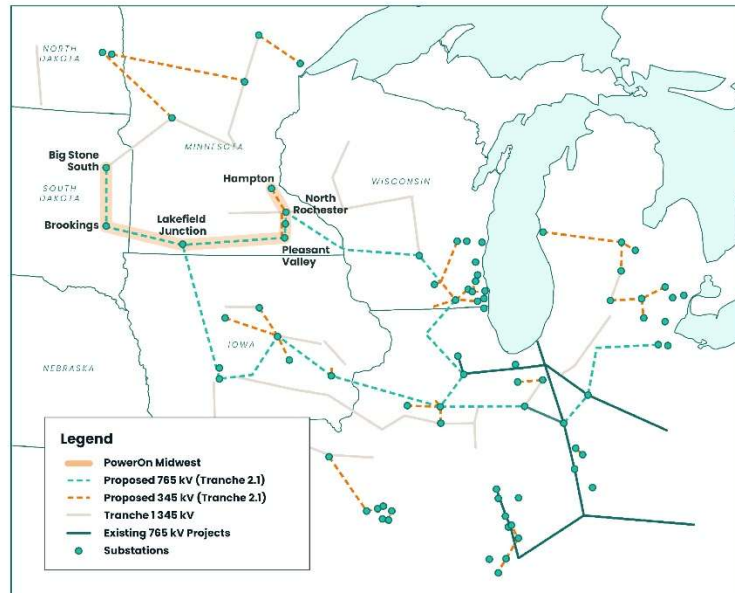 NORTH
DAKOTA
MINNESOTA
Big Stone
South
SOUTH
DAKOTA
Hampton
WISCONSIN
North
Rochester
Brookings
Lakefield
Junction
Pleasant
Valley
IOWA
NEBRASKA
Legend
PowerOn Midwest
Proposed 765 kV (Tranche 2.1)
Proposed 345 kV (Tranche 2.1)
Tranche 1 345 kV
Existing 765 kV Projects
Substations